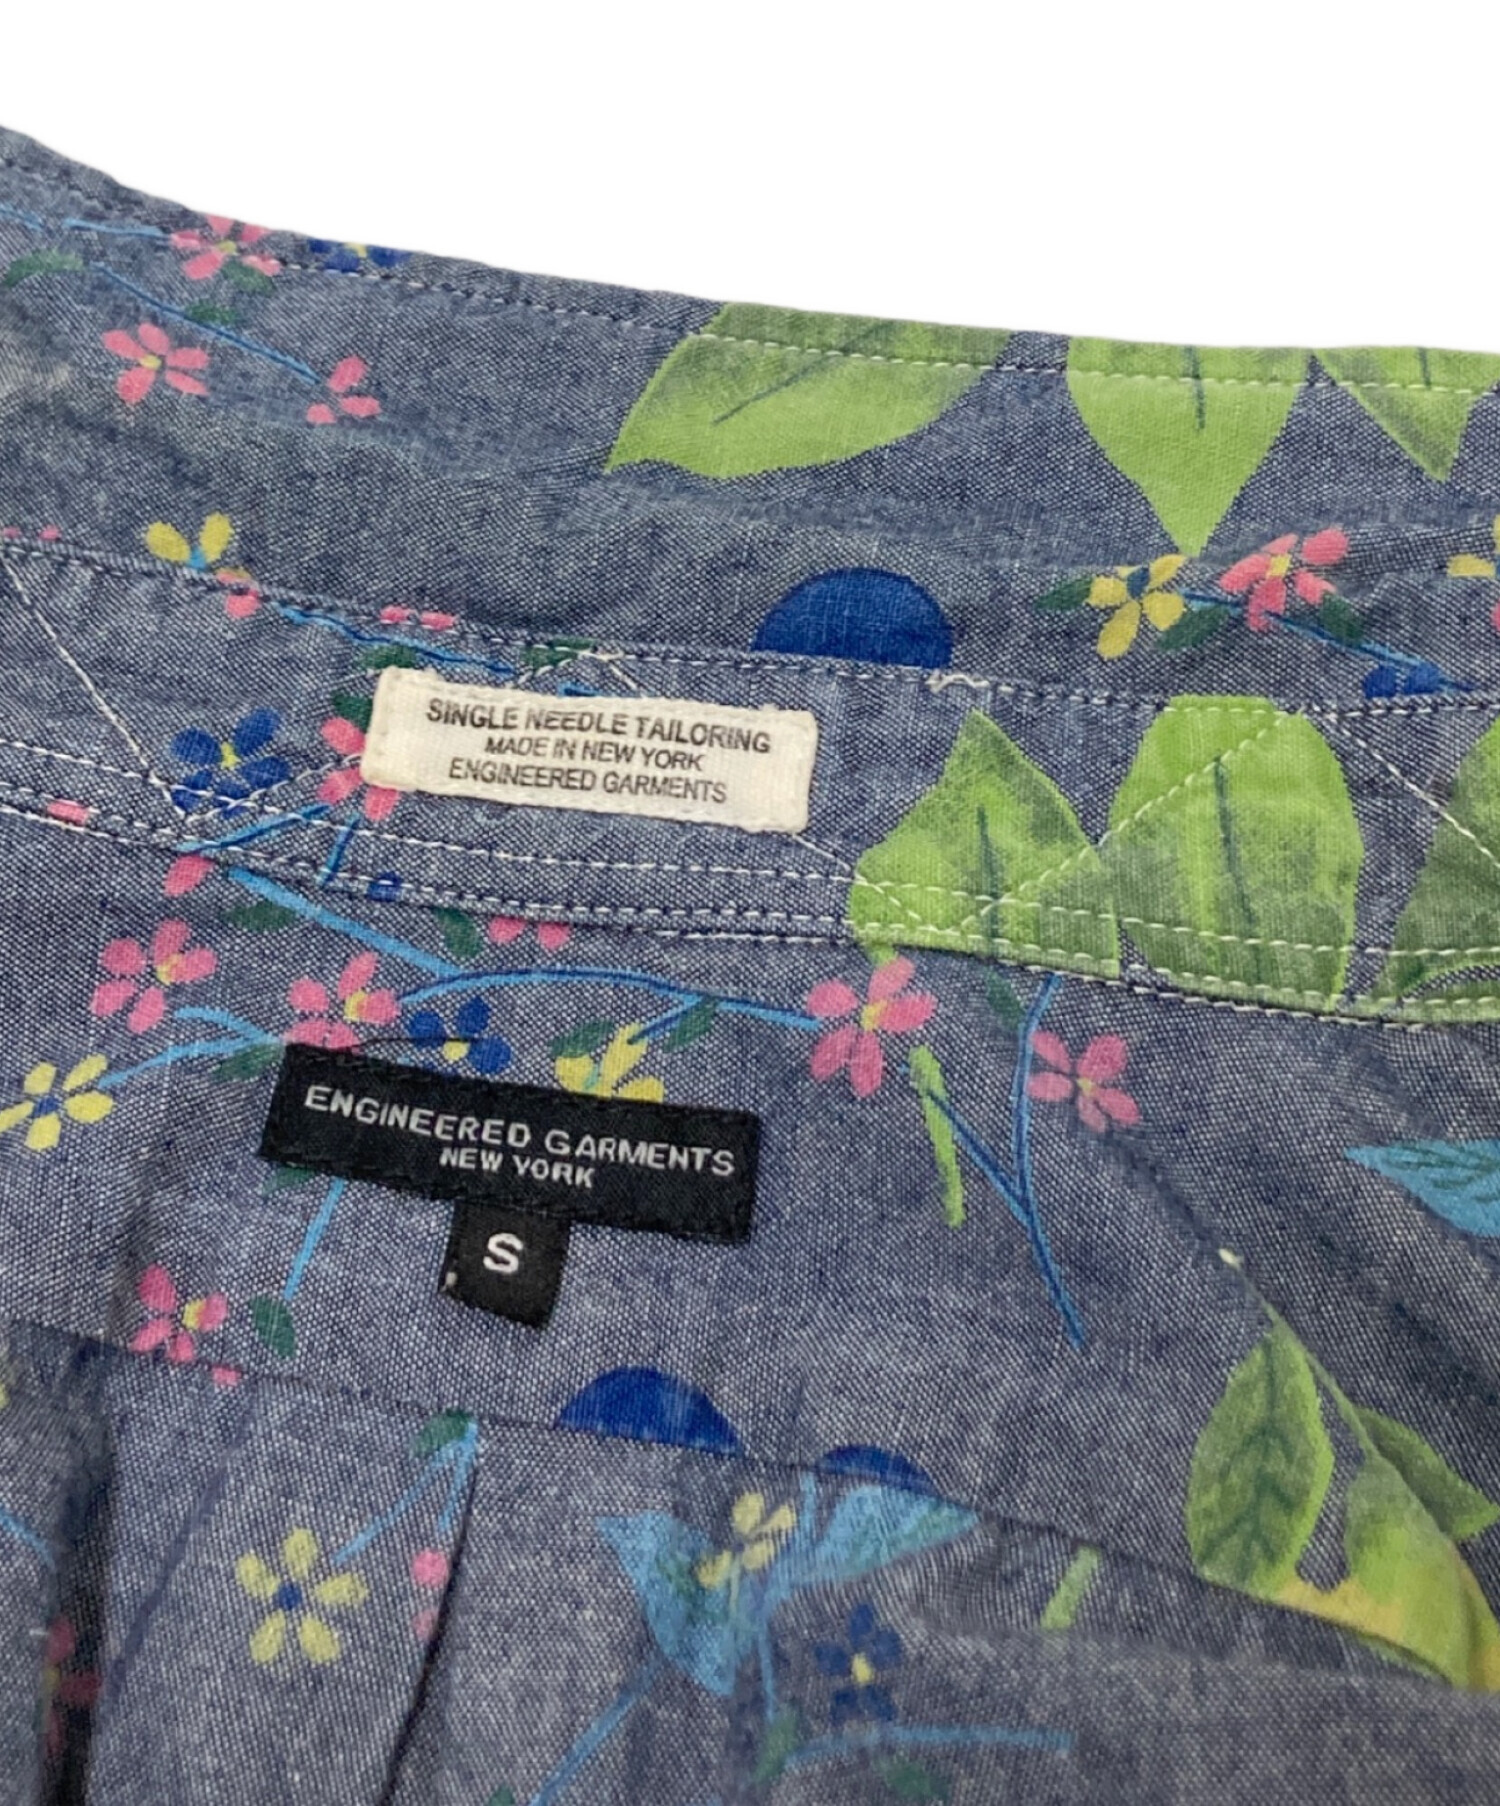 SINGLE NEEDLE TAILORING
MADE IN NEW YORK
ENGINEERED GARMENTS
ENGINEERED GARMENTS
NEW YORK
S